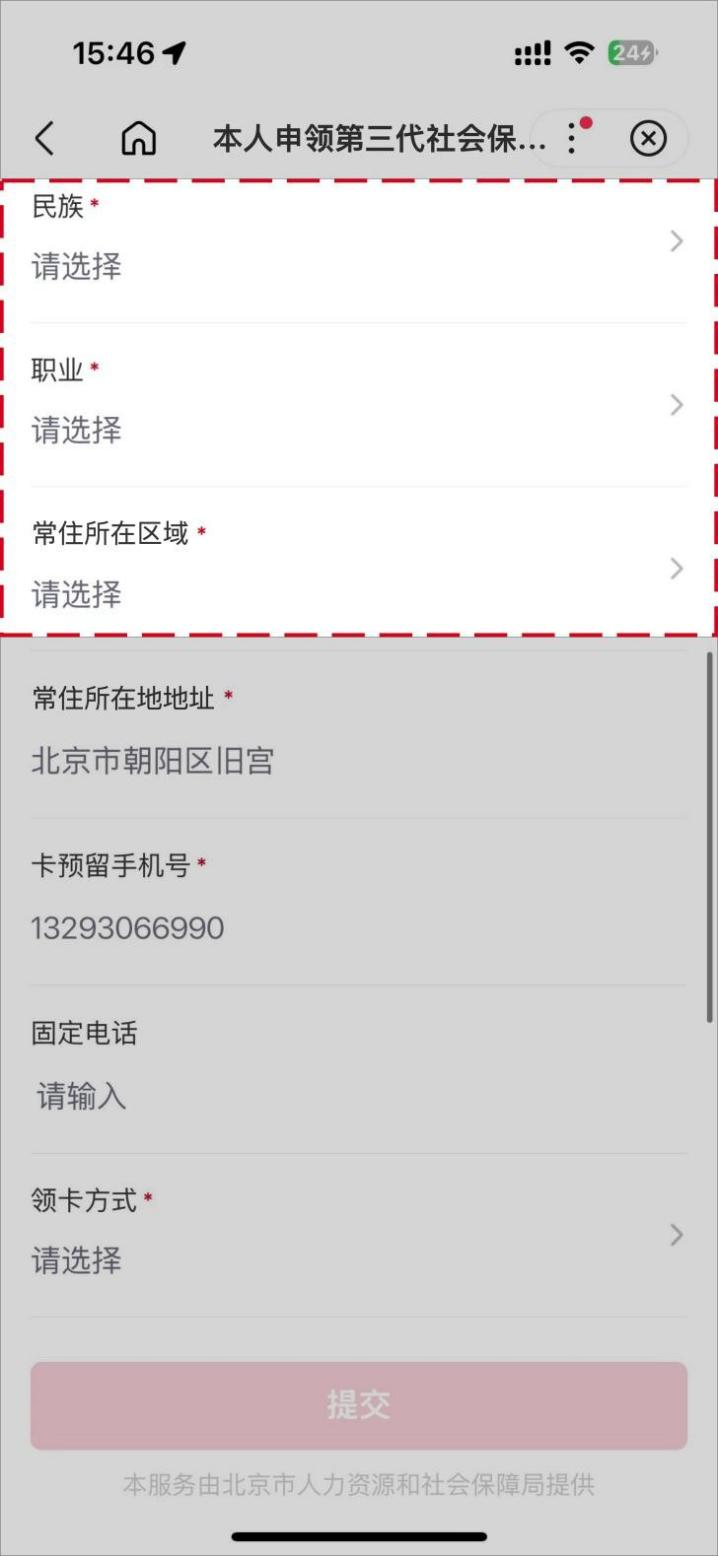 15:46
24
本人申领第三代社会保...
民族 *
请选择
职业 *
请选择
常住所在区域 *
请选择
常住所在地地址 *
北京市朝阳区旧宫
卡预留手机号 *
13293066990
固定电话
请输入
领卡方式 *
请选择
提交
本服务由北京市人力资源和社会保障局提供